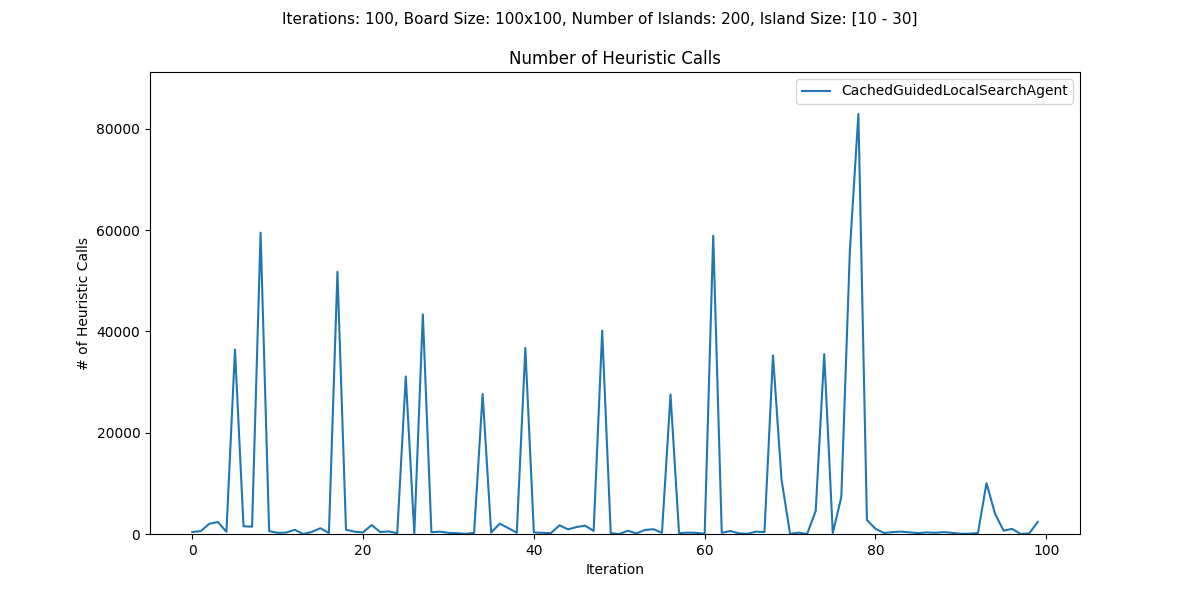 Iterations: 100, Board Size: 100x100, Number of Islands: 200, Island Size: [10 - 30]
Number of Heuristic Calls
CachedGuidedLocalSearchAgent
# of Heuristic Calls
80000
60000
40000
20000
0
0 20 40 60 80 100
Iteration